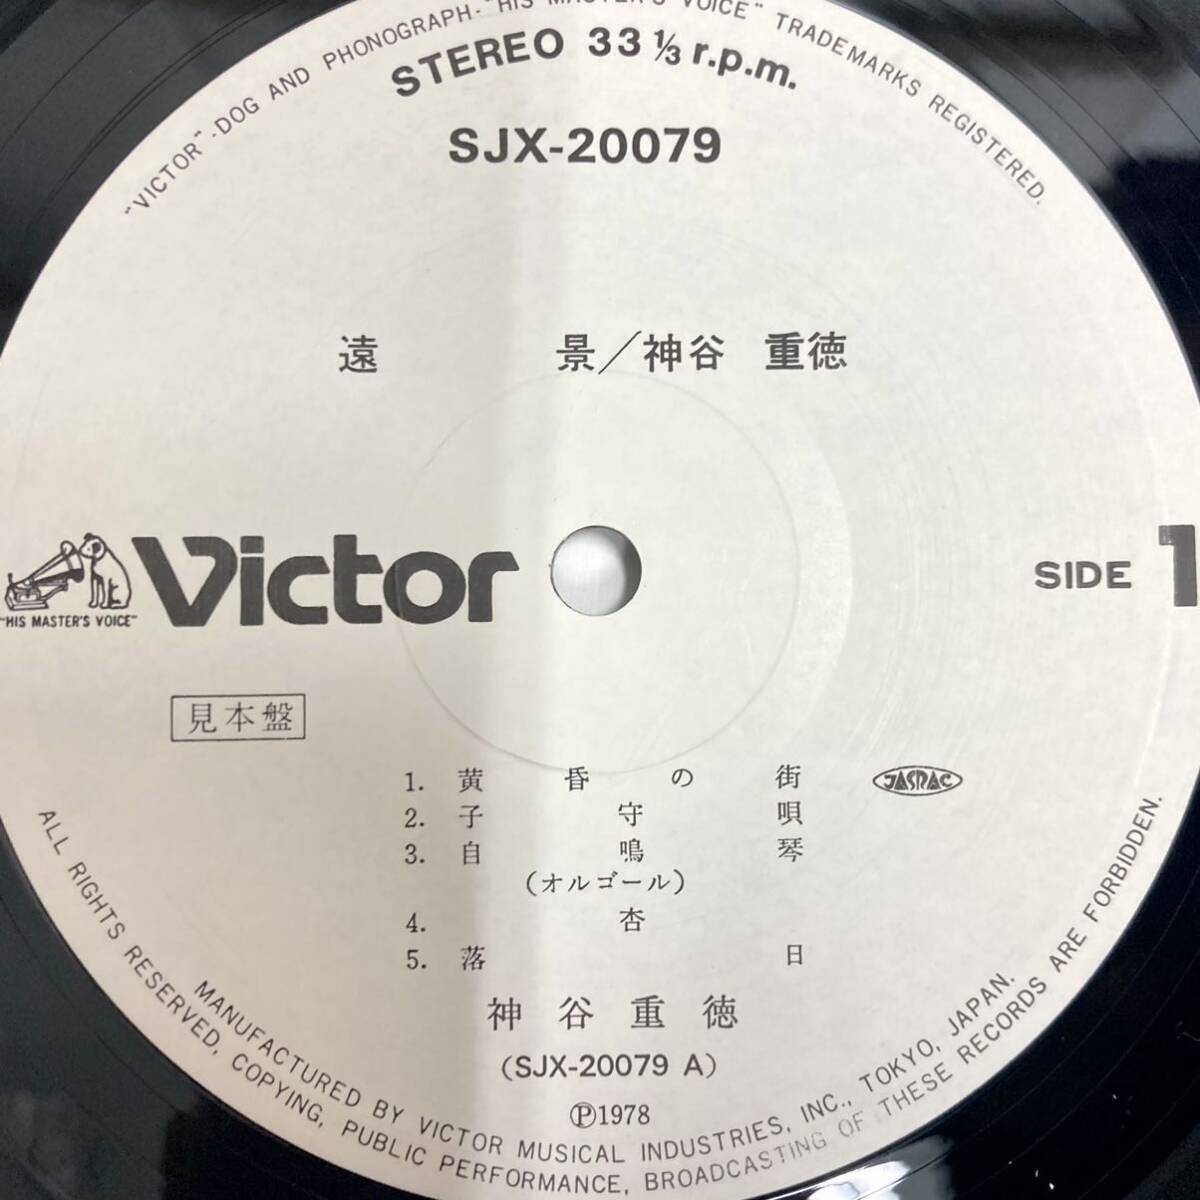 "VICTOR"-DOG AND PHONOGRAPH-"HIS MASTER'S VOICE" TRADEMARKS REGISTERED.
STEREO 33 ⅓ r.p.m.
SJX-20079
遠景／神谷 重徳
"HIS MASTER'S VOICE"
Victor
SIDE 1
見本盤
1. 黄昏の街
JASRAC
2. 子守唄
3. 自鳴琴
(オルゴール)
4. 杏
5. 落日
神谷重徳
(SJX-20079 A)
Ⓟ1978
MANUFACTURED BY VICTOR MUSICAL INDUSTRIES, INC., TOKYO, JAPAN.
ALL RIGHTS RESERVED, COPYING, PUBLIC PERFORMANCE, BROADCASTING OF THESE RECORDS ARE FORBIDDEN.